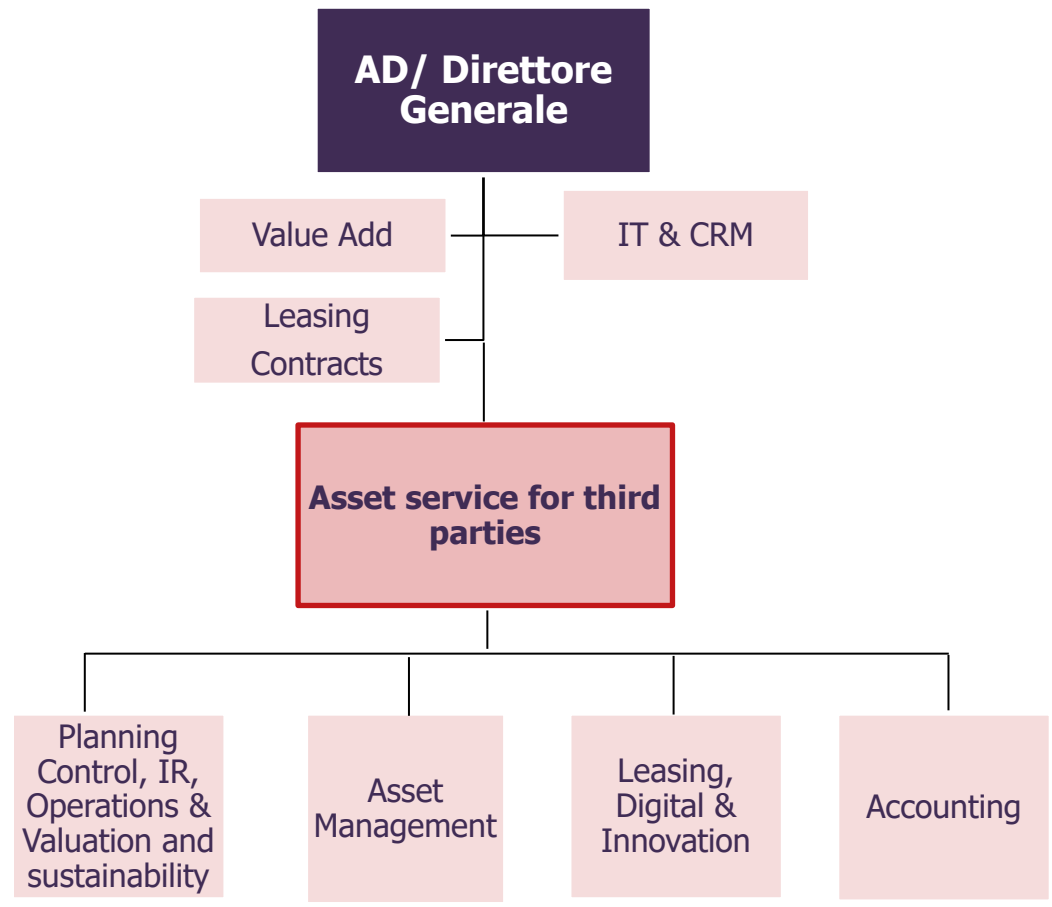 AD/ Direttore
Generale
Value Add
IT & CRM
Leasing
Contracts
Asset service for third
parties
Planning
Control, IR,
Operations &
Valuation and
sustainability
Asset
Management
Leasing,
Digital &
Innovation
Accounting